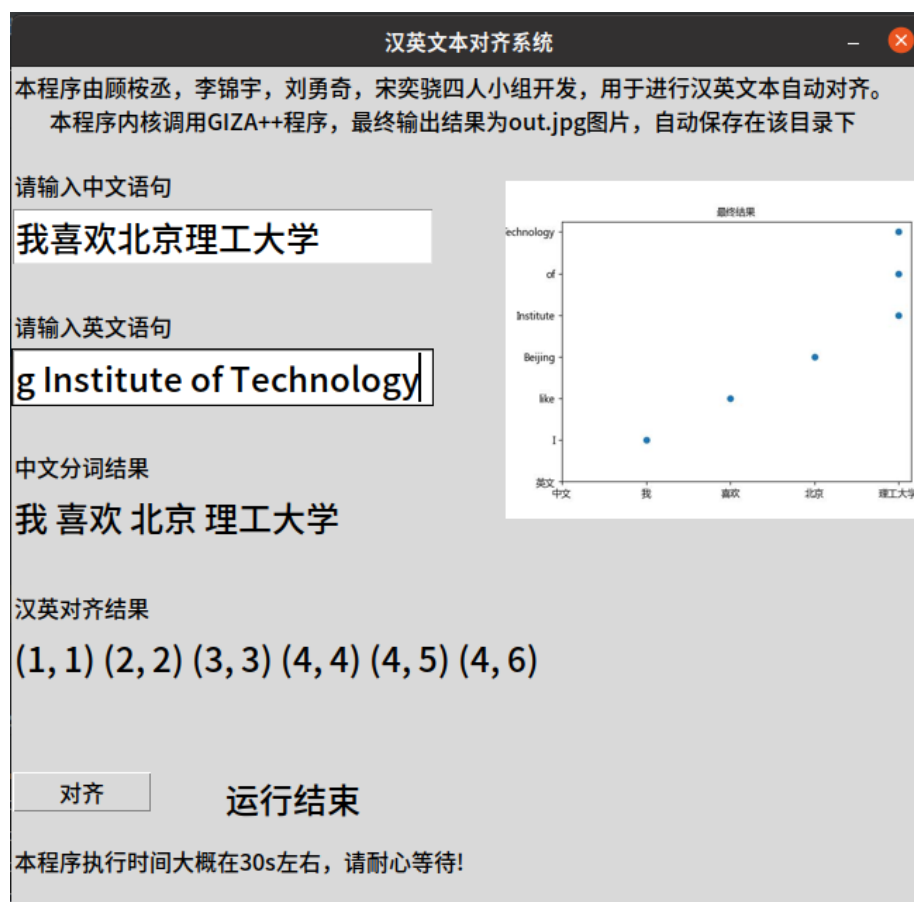 汉英文本对齐系统
本程序由顾桉丞，李锦宇，刘勇奇，宋奕骁四人小组开发，用于进行汉英文本自动对齐。
本程序内核调用GIZA++程序，最终输出结果为out.jpg图片，自动保存在该目录下
请输入中文语句
我喜欢北京理工大学
请输入英文语句
g Institute of Technology
中文分词结果
我 喜欢 北京 理工大学
汉英对齐结果
(1, 1) (2, 2) (3, 3) (4, 4) (4, 5) (4, 6)
对齐
运行结束
本程序执行时间大概在30s左右，请耐心等待!
最终结果
echnology
of
Institute
Beijing
like
I
英文
中文 我 喜欢 北京 理工大学